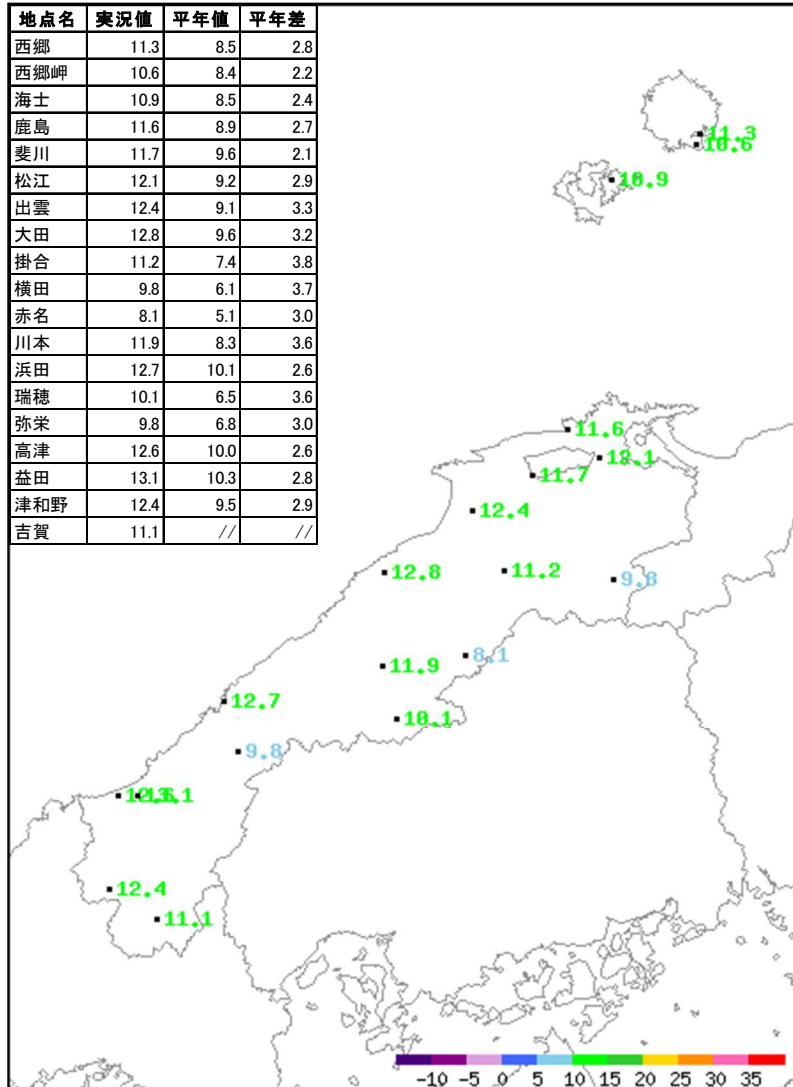 地点名 実況値 平年値 平年差
西郷 11.3 8.5 2.8
西郷岬 10.6 8.4 2.2
海士 10.9 8.5 2.4
鹿島 11.6 8.9 2.7
斐川 11.7 9.6 2.1
松江 12.1 9.2 2.9
出雲 12.4 9.1 3.3
大田 12.8 9.6 3.2
掛合 11.2 7.4 3.8
横田 9.8 6.1 3.7
赤名 8.1 5.1 3.0
川本 11.9 8.3 3.6
浜田 12.7 10.1 2.6
瑞穂 10.1 6.5 3.6
弥栄 9.8 6.8 3.0
高津 12.6 10.0 2.6
益田 13.1 10.3 2.8
津和野 12.4 9.5 2.9
吉賀 11.1 // //
11.3
10.6
10.9
11.6
12.1
11.7
12.4
12.8
11.2
9.8
8.1
11.9
12.7
10.1
9.8
12.6
13.1
12.4
11.1
-10 -5 0 5 10 15 20 25 30 35